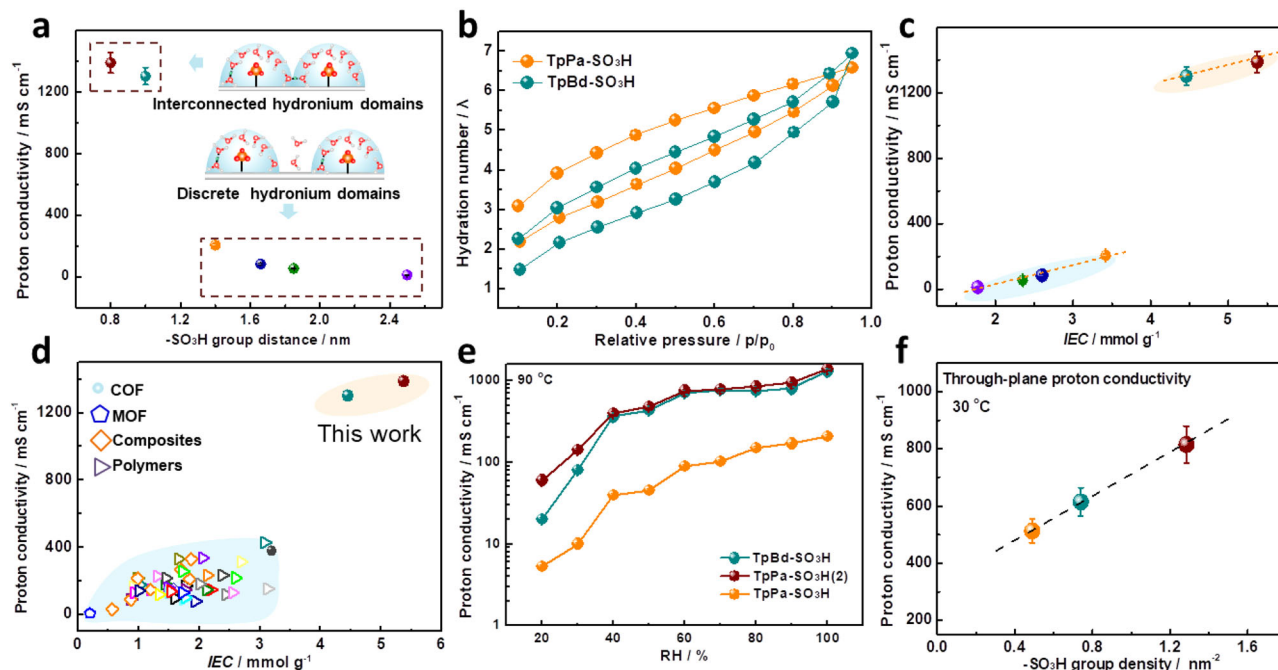 a
Proton conductivity / mS cm⁻¹
1200
800
400
0
Interconnected hydronium domains
Discrete hydronium domains
0.8 1.2 1.6 2.0 2.4
-SO₃H group distance / nm
b
Hydration number / λ
7
6
5
4
3
2
1
TpPa-SO₃H
TpBd-SO₃H
0.2 0.4 0.6 0.8 1.0
Relative pressure / p/p₀
c
Proton conductivity / mS cm⁻¹
1200
800
400
0
2 3 4 5
IEC / mmol g⁻¹
d
Proton conductivity / mS cm⁻¹
1200
800
400
0
COF
MOF
Composites
Polymers
This work
0 1 2 3 4 5 6
IEC / mmol g⁻¹
e
Proton conductivity / mS cm⁻¹
1000
100
10
1
90 °C
TpBd-SO₃H
TpPa-SO₃H(2)
TpPa-SO₃H
20 40 60 80 100
RH / %
f
Proton conductivity / mS cm⁻¹
1000
800
600
400
200
0
Through-plane proton conductivity
30 °C
0.4 0.8 1.2 1.6
-SO₃H group density / nm⁻²